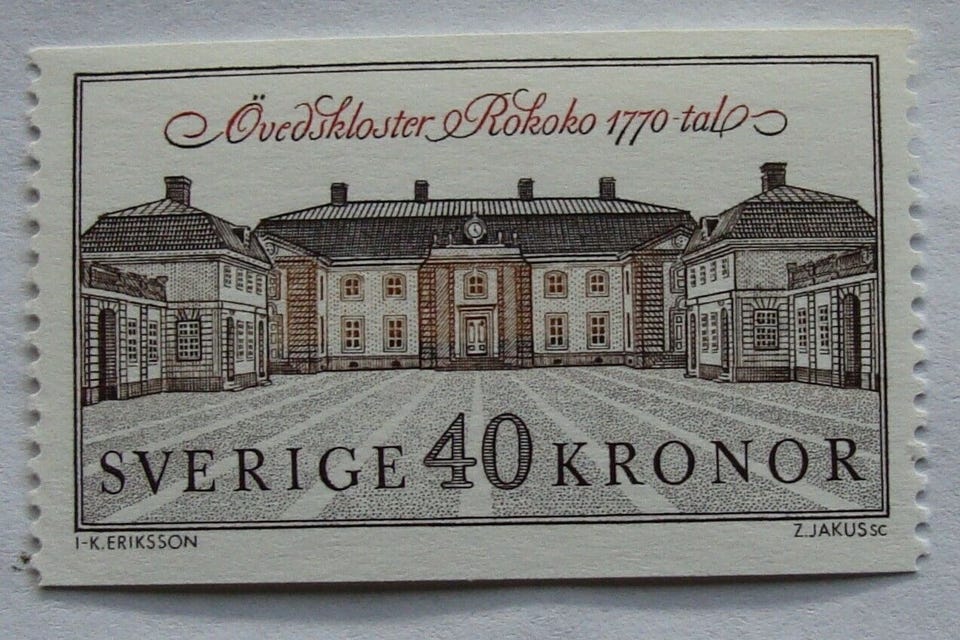 Övedskloster Rokoko 1770-tal
SVERIGE 40 KRONOR
I-K.ERIKSSON Z.JAKUS SC